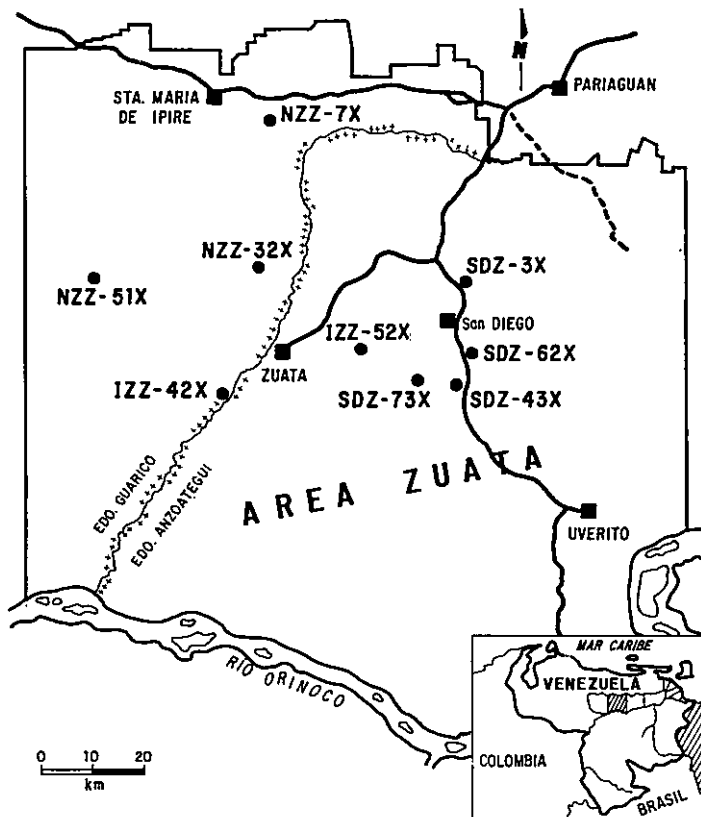 N
STA. MARIA
DE IPIRE
PARIAGUAN
NZZ-7X
NZZ-32X
NZZ-51X
SDZ-3X
San DIEGO
IZZ-52X
ZUATA
SDZ-62X
IZZ-42X
SDZ-73X
SDZ-43X
AREA ZUATA
EDO. GUARICO
EDO. ANZOATEGUI
UVERITO
RIO ORINOCO
MAR CARIBE
VENEZUELA
COLOMBIA
BRASIL
0 10 20
km